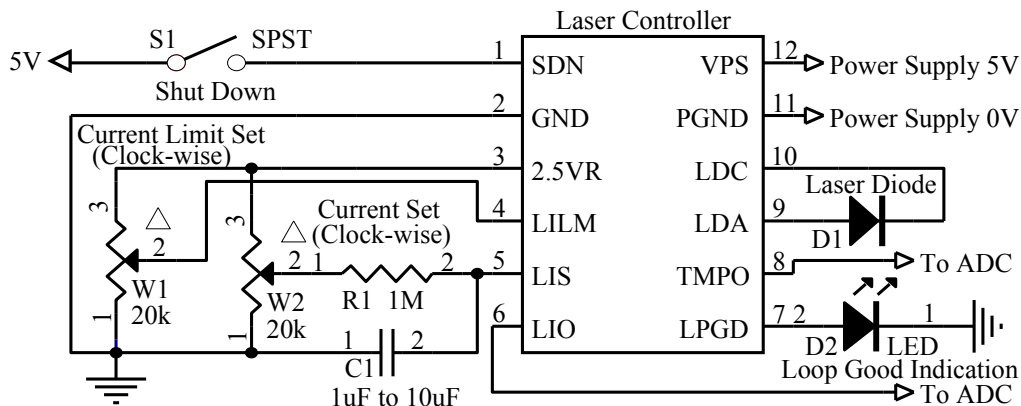 Laser Controller
5V
S1
SPST
Shut Down
1
SDN
VPS
12
Power Supply 5V
2
GND
PGND
11
Power Supply 0V
Current Limit Set
(Clock-wise)
3
2.5VR
LDC
10
Laser Diode
4
LILM
LDA
9
D1
3
2
W1
20k
1
3
Current Set
(Clock-wise)
2
W2
20k
1
1
2
R1
1M
5
LIS
TMPO
8
To ADC
6
LIO
LPGD
7
2
1
D2
LED
Loop Good Indication
1
2
C1
1uF to 10uF
To ADC